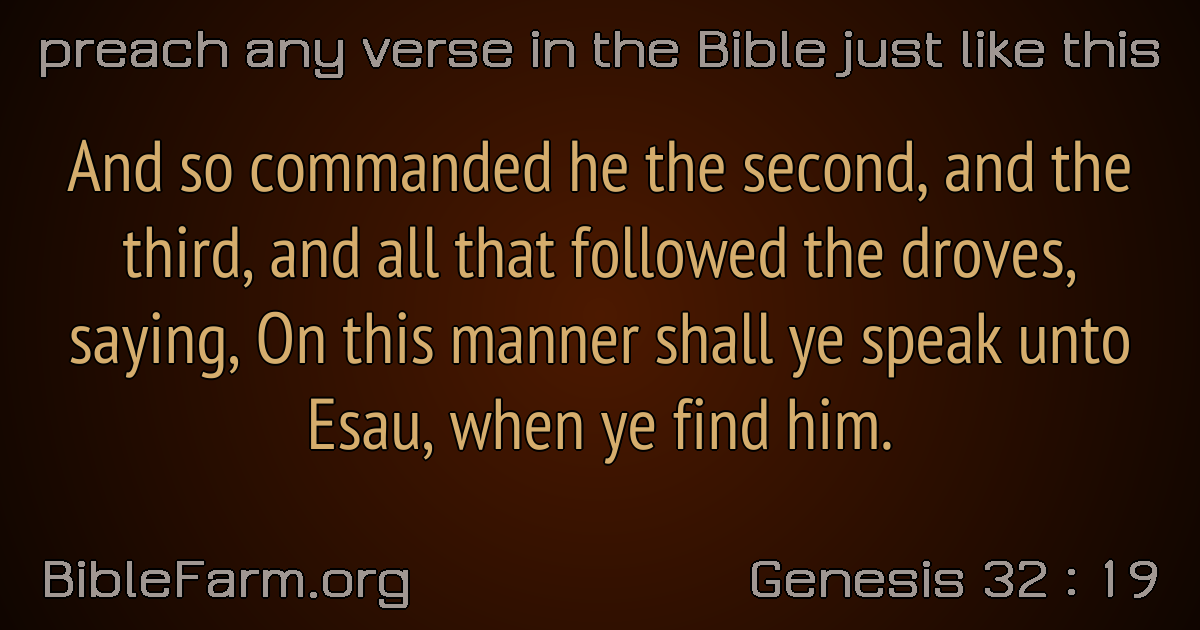 preach any verse in the Bible just like this
And so commanded he the second, and the
third, and all that followed the droves,
saying, On this manner shall ye speak unto
Esau, when ye find him.
BibleFarm.org
Genesis 32 : 19